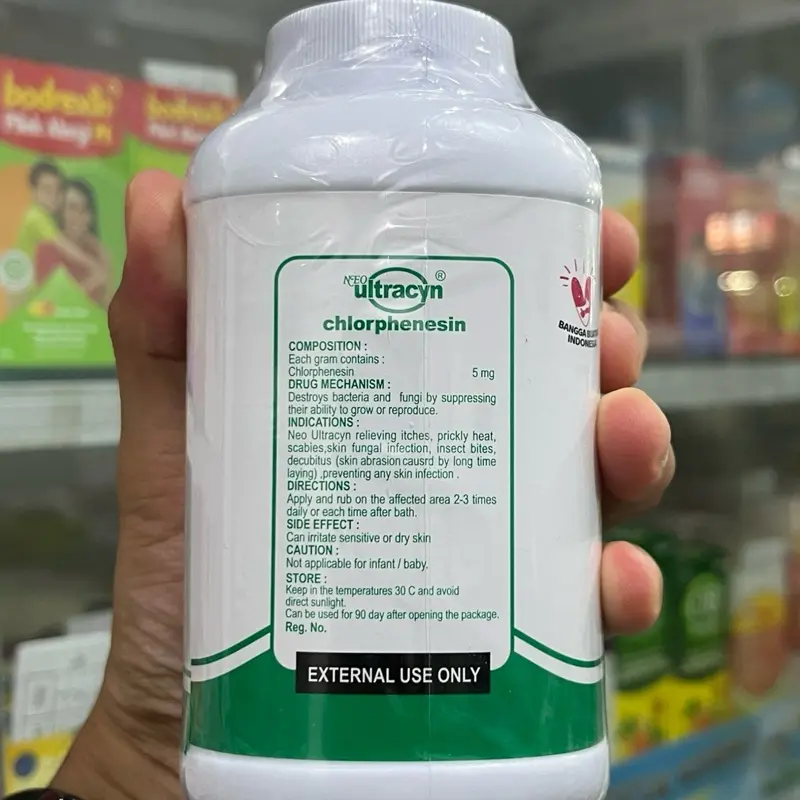 bodrexin
NEO ultracyn ®
chlorphenesin
COMPOSITION :
Each gram contains :
Chlorphenesin 5 mg
DRUG MECHANISM :
Destroys bacteria and fungi by suppressing
their ability to grow or reproduce.
INDICATIONS :
Neo Ultracyn relieving itches, prickly heat,
scabies,skin fungal infection, insect bites,
decubitus (skin abrasion causrd by long time
laying) ,preventing any skin infection .
DIRECTIONS :
Apply and rub on the affected area 2-3 times
daily or each time after bath.
SIDE EFFECT :
Can irritate sensitive or dry skin
CAUTION :
Not applicable for infant / baby.
STORE :
Keep in the temperatures 30 C and avoid
direct sunlight.
Can be used for 90 day after opening the package.
Reg. No.
EXTERNAL USE ONLY
BANGGA
INDONESIA